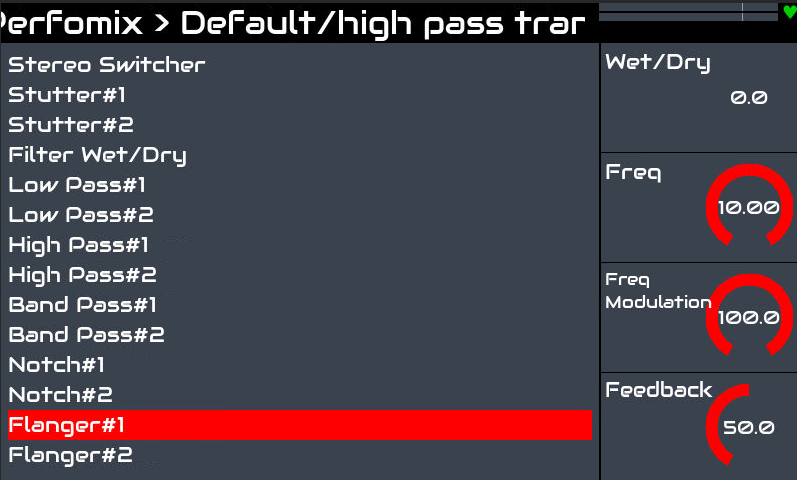 erfomix > Default/high pass trar
Stereo Switcher
Stutter#1
Stutter#2
Filter Wet/Dry
Low Pass#1
Low Pass#2
High Pass#1
High Pass#2
Band Pass#1
Band Pass#2
Notch#1
Notch#2
Flanger#1
Flanger#2
Wet/Dry
0.0
Freq
10.00
Freq
Modulation
100.0
Feedback
50.0